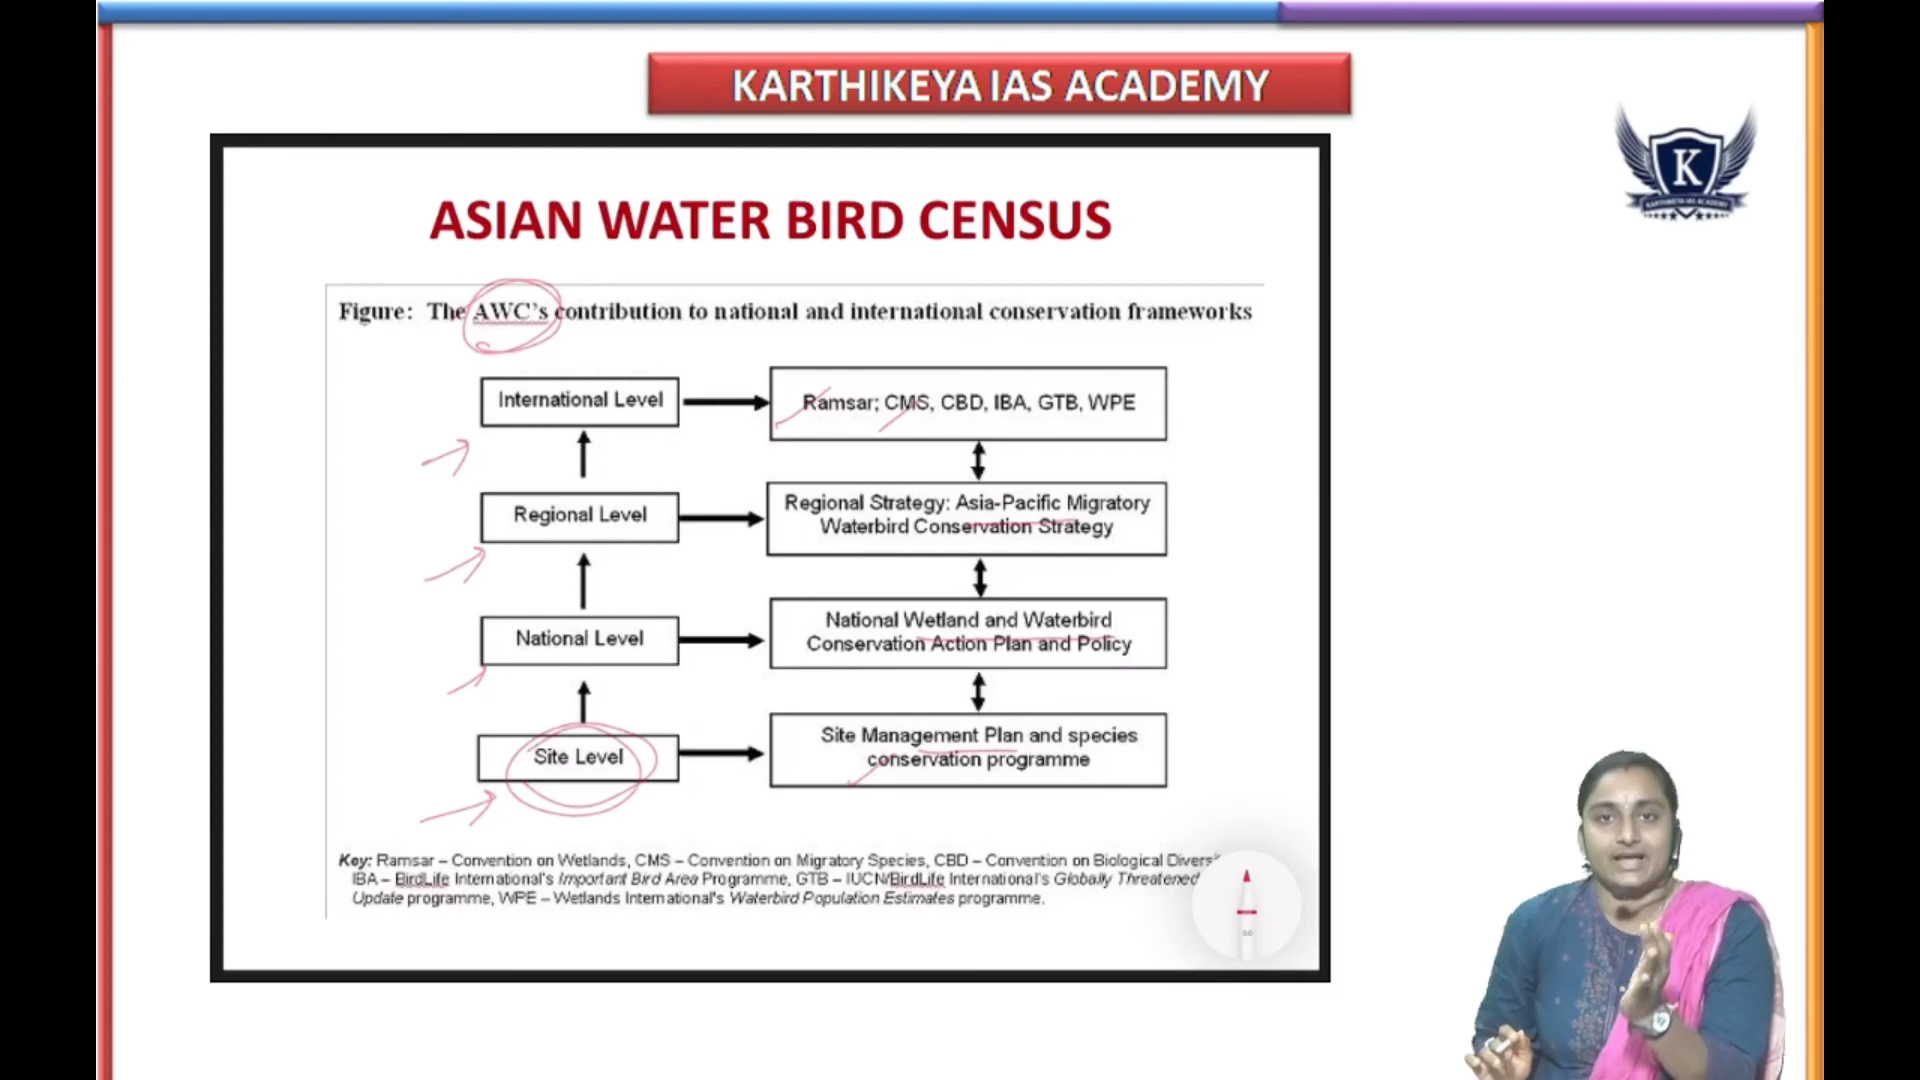 KARTHIKEYA IAS ACADEMY
K
KARTHIKEYA IAS ACADEMY
ASIAN WATER BIRD CENSUS
Figure: The AWC's contribution to national and international conservation frameworks
International Level
Ramsar; CMS, CBD, IBA, GTB, WPE
Regional Level
Regional Strategy: Asia-Pacific Migratory
Waterbird Conservation Strategy
National Level
National Wetland and Waterbird
Conservation Action Plan and Policy
Site Level
Site Management Plan and species
conservation programme
Key: Ramsar – Convention on Wetlands, CMS – Convention on Migratory Species, CBD – Convention on Biological
IBA – BirdLife International's Important Bird Area Programme, GTB – IUCN/BirdLife International's Globally Threatened
Update programme, WPE – Wetlands International's Waterbird Population Estimates programme.